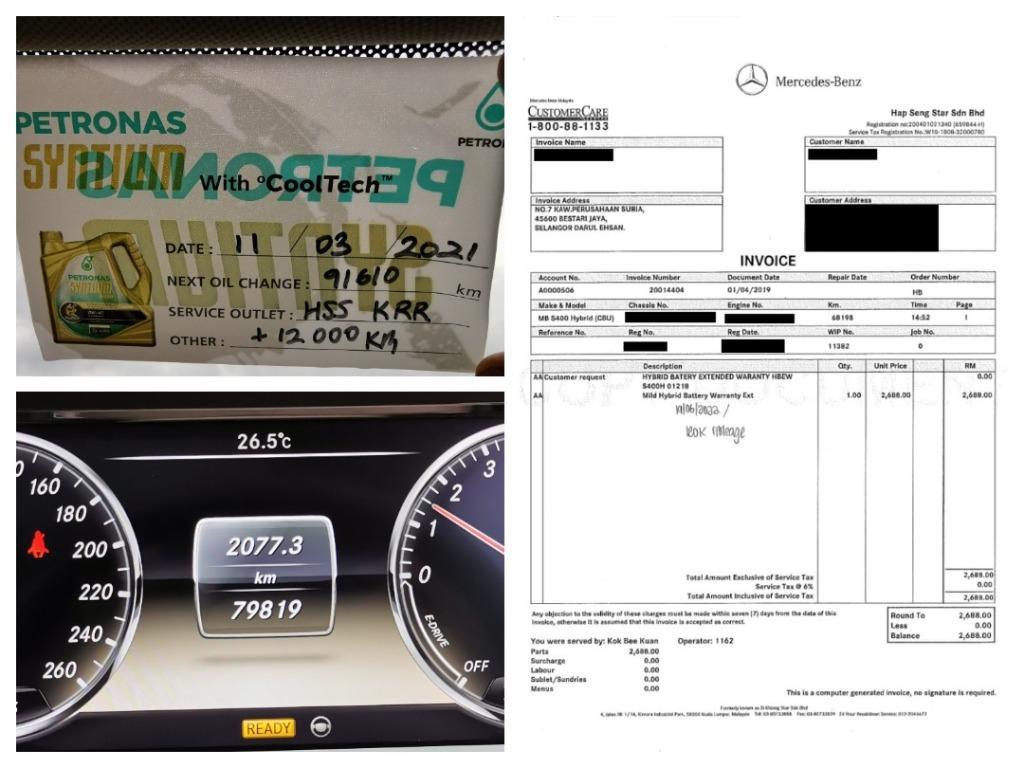 PETRONAS
SYNTIUM
PETRONAS
With °CoolTech™
DATE : 11 / 03 / 2021
NEXT OIL CHANGE : 91610 km
SERVICE OUTLET : HSS KRR
OTHER : + 12 000 KM
PETRONAS
SYNTIUM
26.5°c
160
180
200
220
240
260
2077.3
km
79819
3
2
1
0
E-DRIVE
OFF
READY
Mercedes-Benz
CUSTOMERCARE
1-800-88-1133
Hap Seng Star Sdn Bhd
Invoice Name
Customer Name
Invoice Address
Customer Address
NO.7 KAW.PERUSAHAAN SURIA,
45600 BESTARI JAYA,
SELANGOR DARUL EHSAN.
INVOICE
Account No. Invoice Number Document Date Repair Date Order Number
A0000506 20014404 01/04/2019 HB
Make & Model Chassis No. Engine No. Km. Time Page
MB S400 Hybrid (CBU) 68198 14:52 1
Reference No. Reg No. Reg Date. WIP No. Job No.
11382 0
Description Qty. Unit Price RM
AA Customer request HYBRID BATERY EXTENDED WARANTY HBEW 0.00
S400H 01218
AA Mild Hybrid Battery Warranty Ext 1.00 2,688.00 2,688.00
10/06/2022 /
120K Mileage
Total Amount Exclusive of Service Tax 2,688.00
Service Tax @ 6% 0.00
Total Amount Inclusive of Service Tax 2,688.00
Any objection to the validity of these charges must be made within seven (7) days from the date of this
invoice, otherwise it is assumed that this invoice is accepted as correct.
Round To 2,688.00
Less 0.00
Balance 2,688.00
You were served by: Kok Bee Kuan Operator: 1162
Parts 2,688.00
Surcharge 0.00
Labour 0.00
Sublet/Sundries 0.00
Menus 0.00
This is a computer generated invoice, no signature is required.